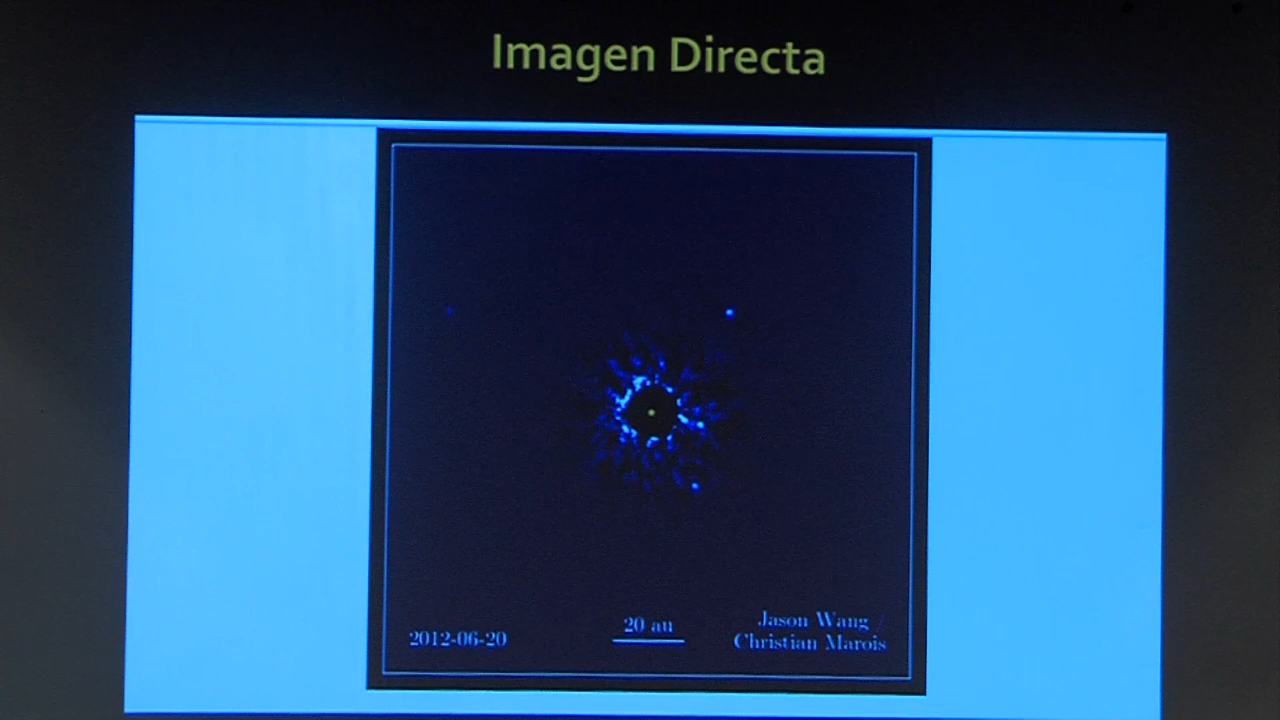 Imagen Directa
2012-06-20
20 au
Jason Wang /
Christian Marois